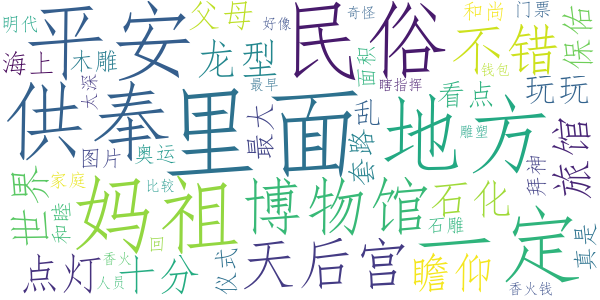 明代
平安
父母
好像
奇怪
民俗
和尚
门票
保佑
海上
木雕
龙型
最早
面积
不错
钱包
瞎指挥
供奉
太深
里面
地方
看点
玩玩
图片
奥运
最大
套路
乱
雕塑
拜神
旅馆
世界
家庭
和睦
妈祖
比较
博物馆
石化
石雕
一定
真是
点灯
香火
人员
十分
回
仪式
天后宫
瞻仰
香火钱